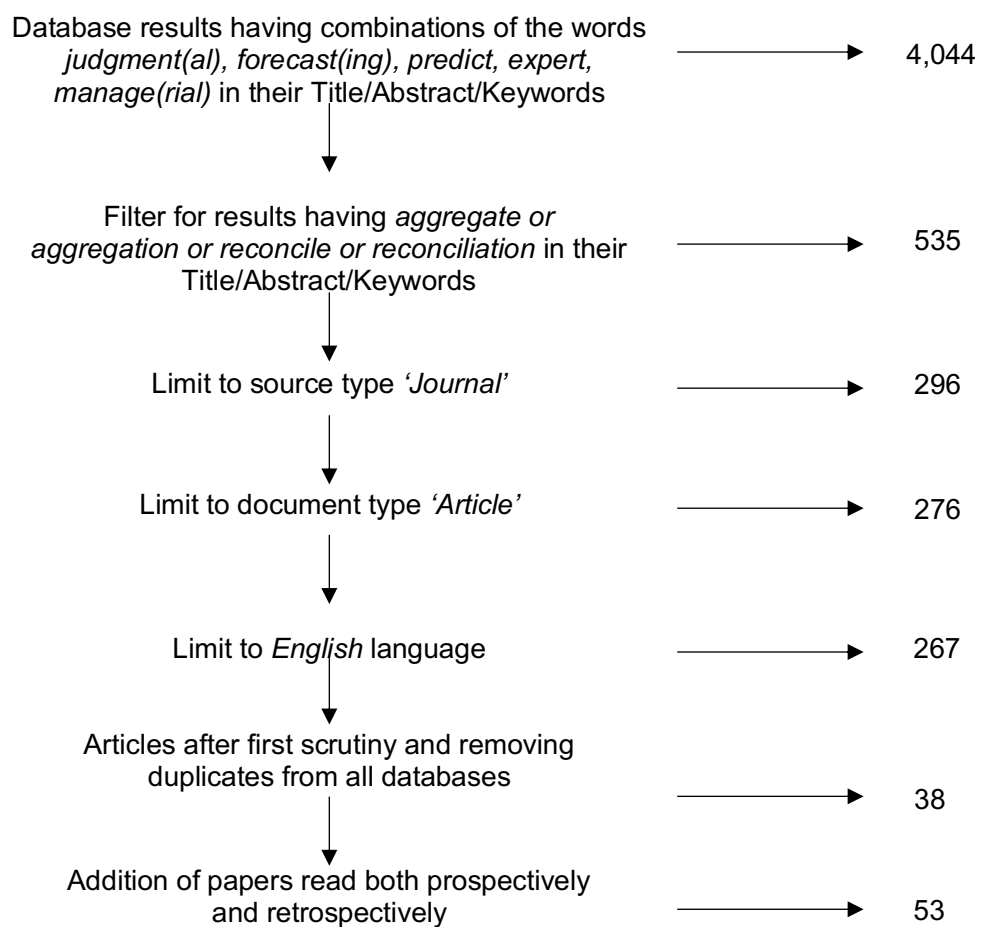 Database results having combinations of the words
judgment(al), forecast(ing), predict, expert,
manage(rial) in their Title/Abstract/Keywords
4,044
Filter for results having aggregate or
aggregation or reconcile or reconciliation in their
Title/Abstract/Keywords
535
Limit to source type ‘Journal’
296
Limit to document type ‘Article’
276
Limit to English language
267
Articles after first scrutiny and removing
duplicates from all databases
38
Addition of papers read both prospectively
and retrospectively
53